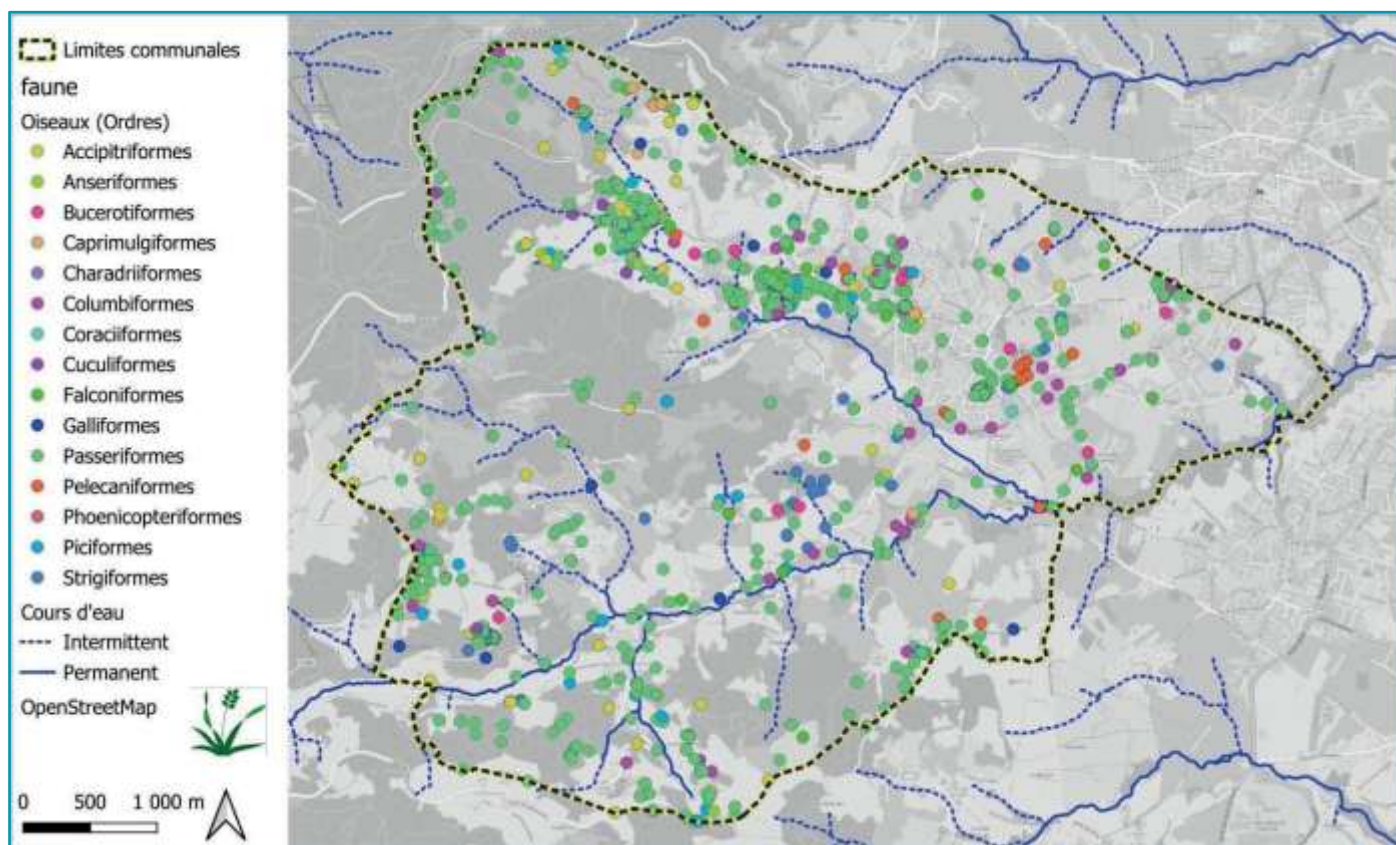 Limites communales
faune
Oiseaux (Ordres)
Accipitriformes
Anseriformes
Bucerotiformes
Caprimulgiformes
Charadriiformes
Columbiformes
Coraciiformes
Cuculiformes
Falconiformes
Galliformes
Passeriformes
Pelecaniformes
Phoenicopteriformes
Piciformes
Strigiformes
Cours d'eau
Intermittent
Permanent
OpenStreetMap
0 500 1 000 m